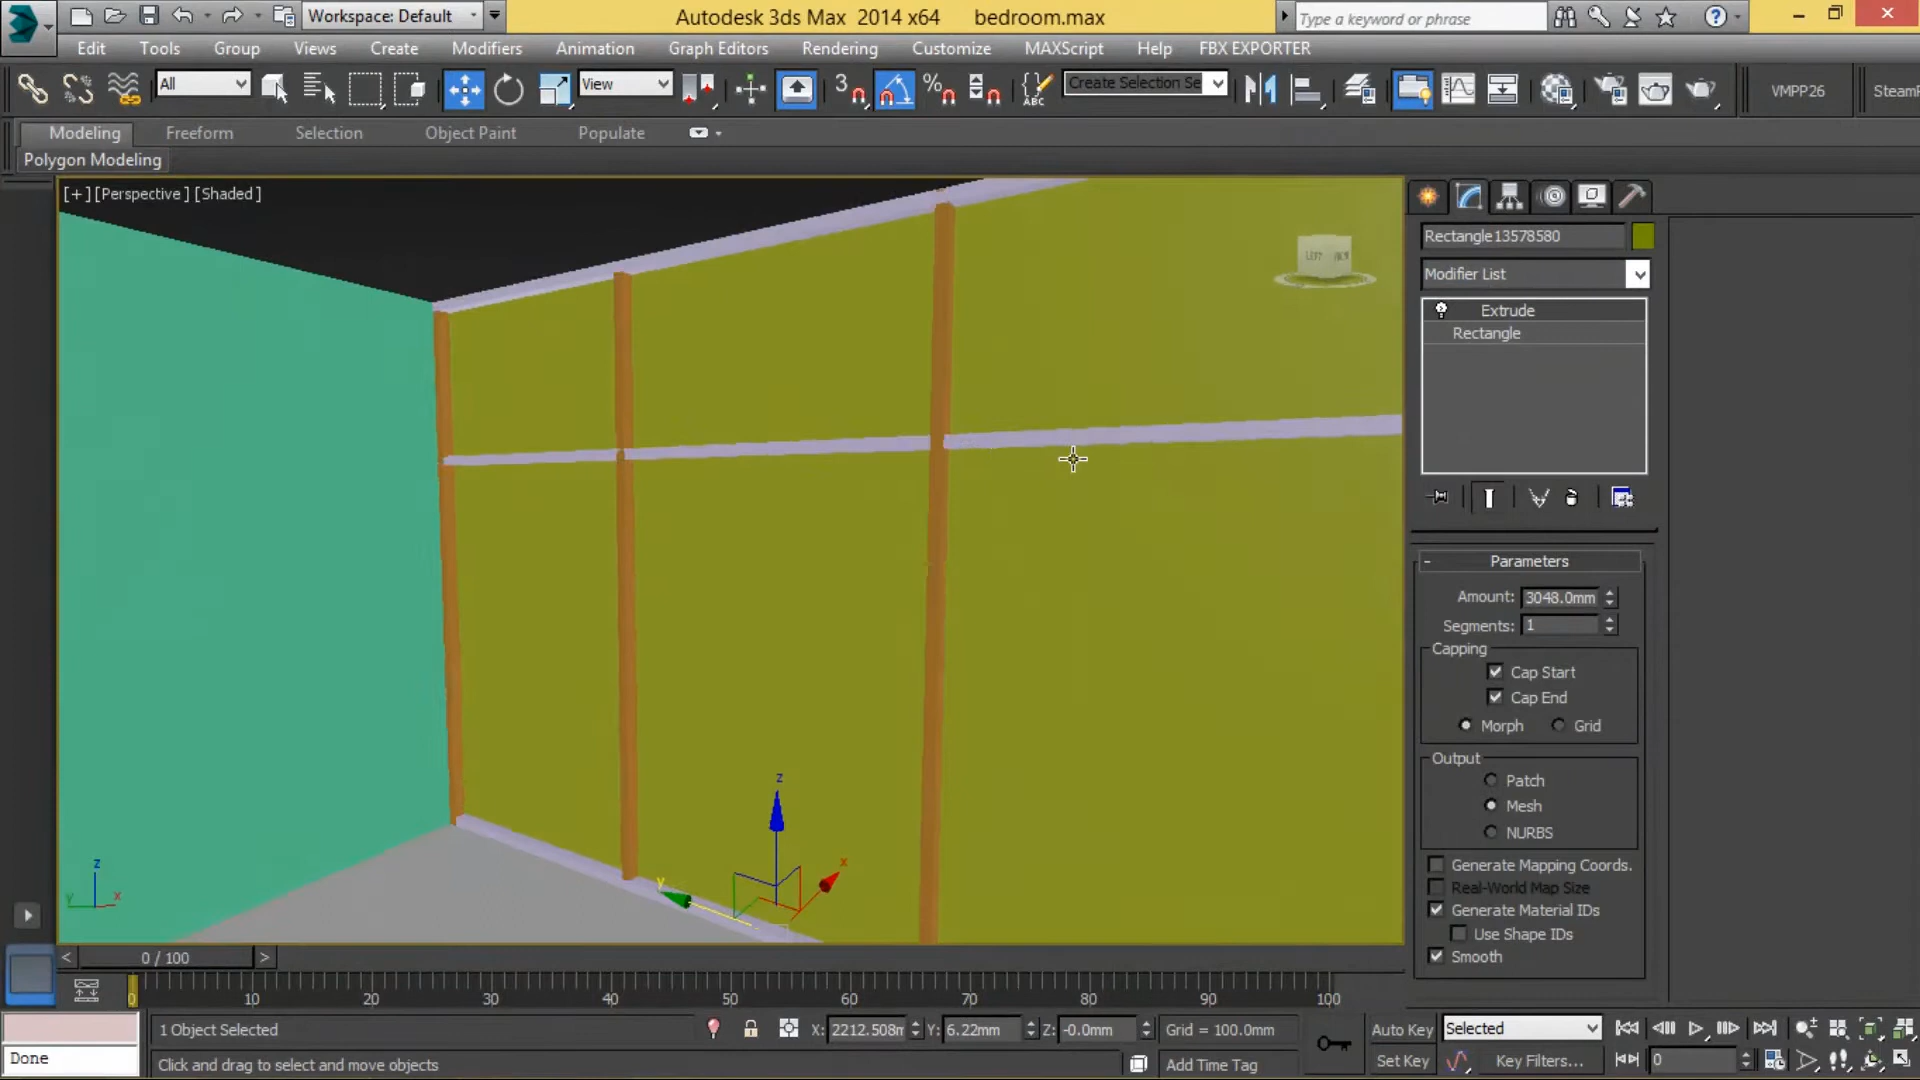 Workspace: Default
Autodesk 3ds Max 2014 x64 bedroom.max
Type a keyword or phrase
Edit Tools Group Views Create Modifiers Animation Graph Editors Rendering Customize MAXScript Help FBX EXPORTER
All View 3 % ABC Create Selection Se VMPP26
Modeling Freeform Selection Object Paint Populate
Polygon Modeling
[+][Perspective][Shaded]
Rectangle13578580
Modifier List
LEFT
Extrude
Rectangle
- Parameters
Amount: 3048.0mm
Segments: 1
Capping
Cap Start
Cap End
Morph Grid
Output
Patch
Mesh
NURBS
Generate Mapping Coords.
Real-World Map Size
Generate Material IDs
Use Shape IDs
Smooth
z
y
x
z
y
x
< 0 / 100 >
0 10 20 30 40 50 60 70 80 90 100
1 Object Selected X: 2212.508m Y: 6.22mm Z: -0.0mm Grid = 100.0mm Auto Key Selected
Done Click and drag to select and move objects Add Time Tag Set Key Key Filters... 0